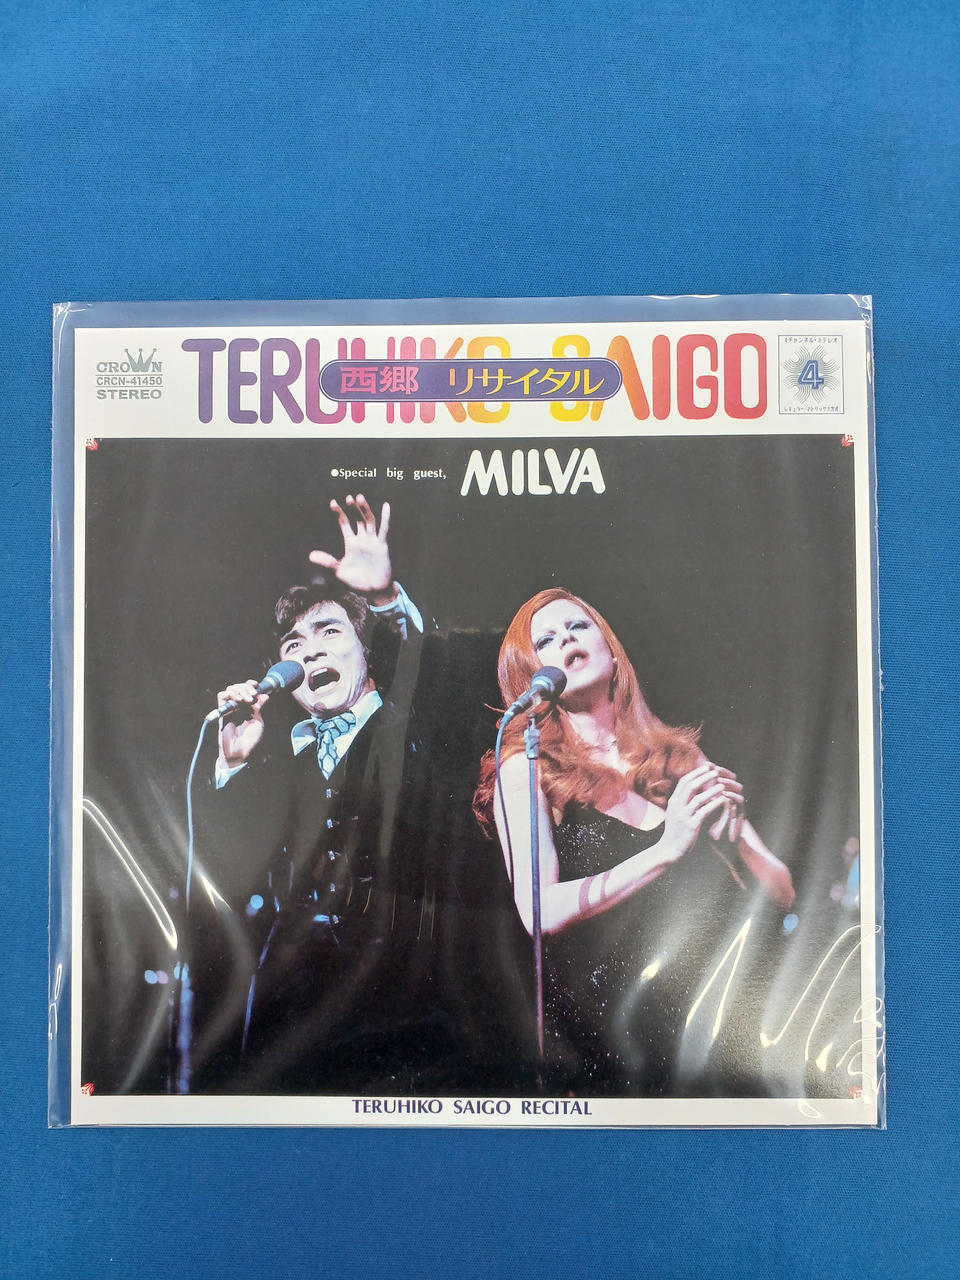 CROWN
CRCN-41450
STEREO
TERUHIKO SAIGO
西郷 リサイタル
4チャンネル・ステレオ
4
レギュラー・マトリックス方式
●Special big guest, MILVA
TERUHIKO SAIGO RECITAL